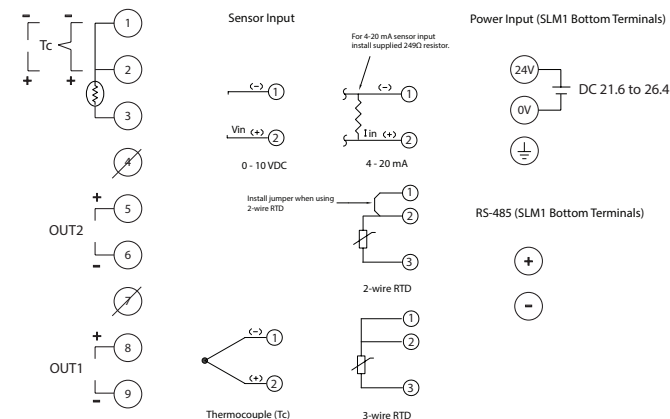 Sensor Input
Power Input (SLM1 Bottom Terminals)
- - 1
Tc
2
+ +
3
4
+ 5
OUT2
- 6
7
+ 8
OUT1
- 9
For 4-20 mA sensor input
install supplied 249Ω resistor.
(-) 1
Vin (+) 2
0 - 10 VDC
(-) 1
Iin (+) 2
4 - 20 mA
Install jumper when using
2-wire RTD
1
2
3
2-wire RTD
(-) 1
(+) 2
Thermocouple (Tc)
1
2
3
3-wire RTD
24V
DC 21.6 to 26.4
0V
RS-485 (SLM1 Bottom Terminals)
+
-